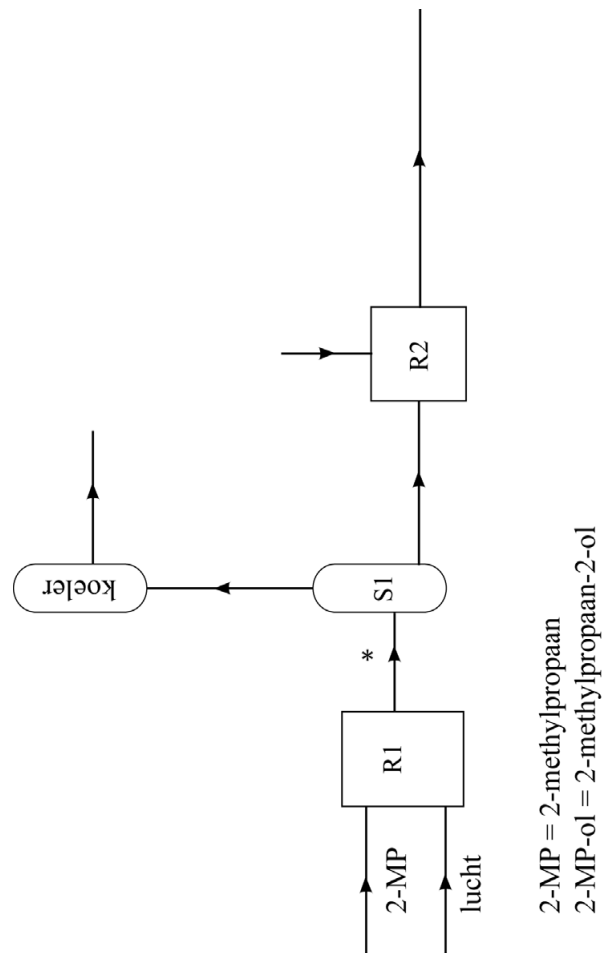 koeler
R2
S1
*
R1
2-MP
lucht
2-MP = 2-methylpropaan
2-MP-ol = 2-methylpropaan-2-ol